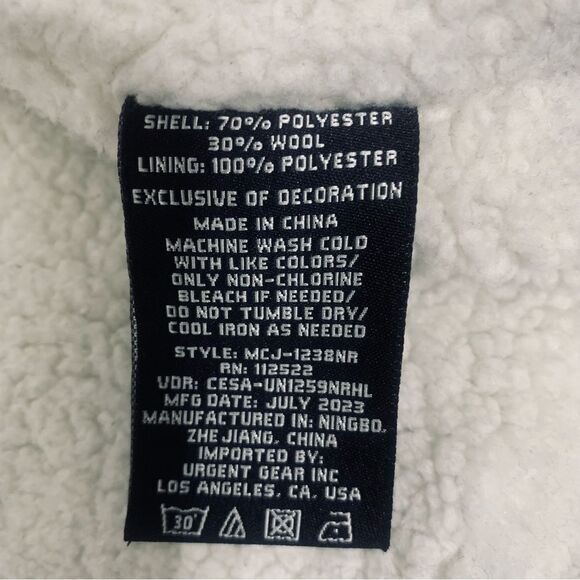 SHELL: 70% POLYESTER
30% WOOL
LINING: 100% POLYESTER
EXCLUSIVE OF DECORATION
MADE IN CHINA
MACHINE WASH COLD
WITH LIKE COLORS/
ONLY NON-CHLORINE
BLEACH IF NEEDED/
DO NOT TUMBLE DRY/
COOL IRON AS NEEDED
STYLE: MCJ-1238NR
RN: 112522
VDR: CESA-UN1259NRHL
MFG DATE: JULY 2023
MANUFACTURED IN: NINGBO,
ZHE JIANG, CHINA
IMPORTED BY:
URGENT GEAR INC
LOS ANGELES, CA, USA
30°